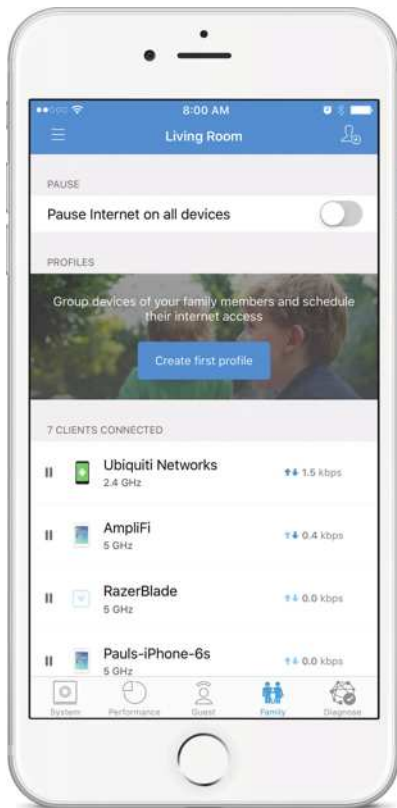 8:00 AM
Living Room
PAUSE
Pause Internet on all devices
PROFILES
Group devices of your family members and schedule
their internet access
Create first profile
7 CLIENTS CONNECTED
Ubiquiti Networks
2.4 GHz
1.5 kbps
AmpliFi
5 GHz
0.4 kbps
RazerBlade
5 GHz
0.0 kbps
Pauls-iPhone-6s
5 GHz
0.0 kbps
System
Performance
Guest
Family
Diagnose